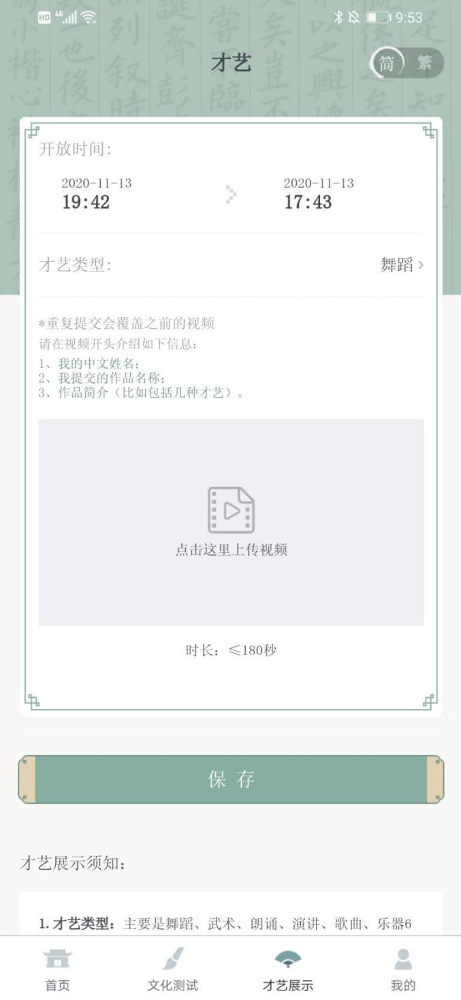 HD 4G 9:53
才艺
简 繁
开放时间:
2020-11-13 2020-11-13
19:42 17:43
才艺类型: 舞蹈
*重复提交会覆盖之前的视频
请在视频开头介绍如下信息:
1、我的中文姓名;
2、我提交的作品名称;
3、作品简介（比如包括几种才艺）。
点击这里上传视频
时长：≤180秒
保存
才艺展示须知:
1. 才艺类型：主要是舞蹈、武术、朗诵、演讲、歌曲、乐器6
首页 文化测试 才艺展示 我的